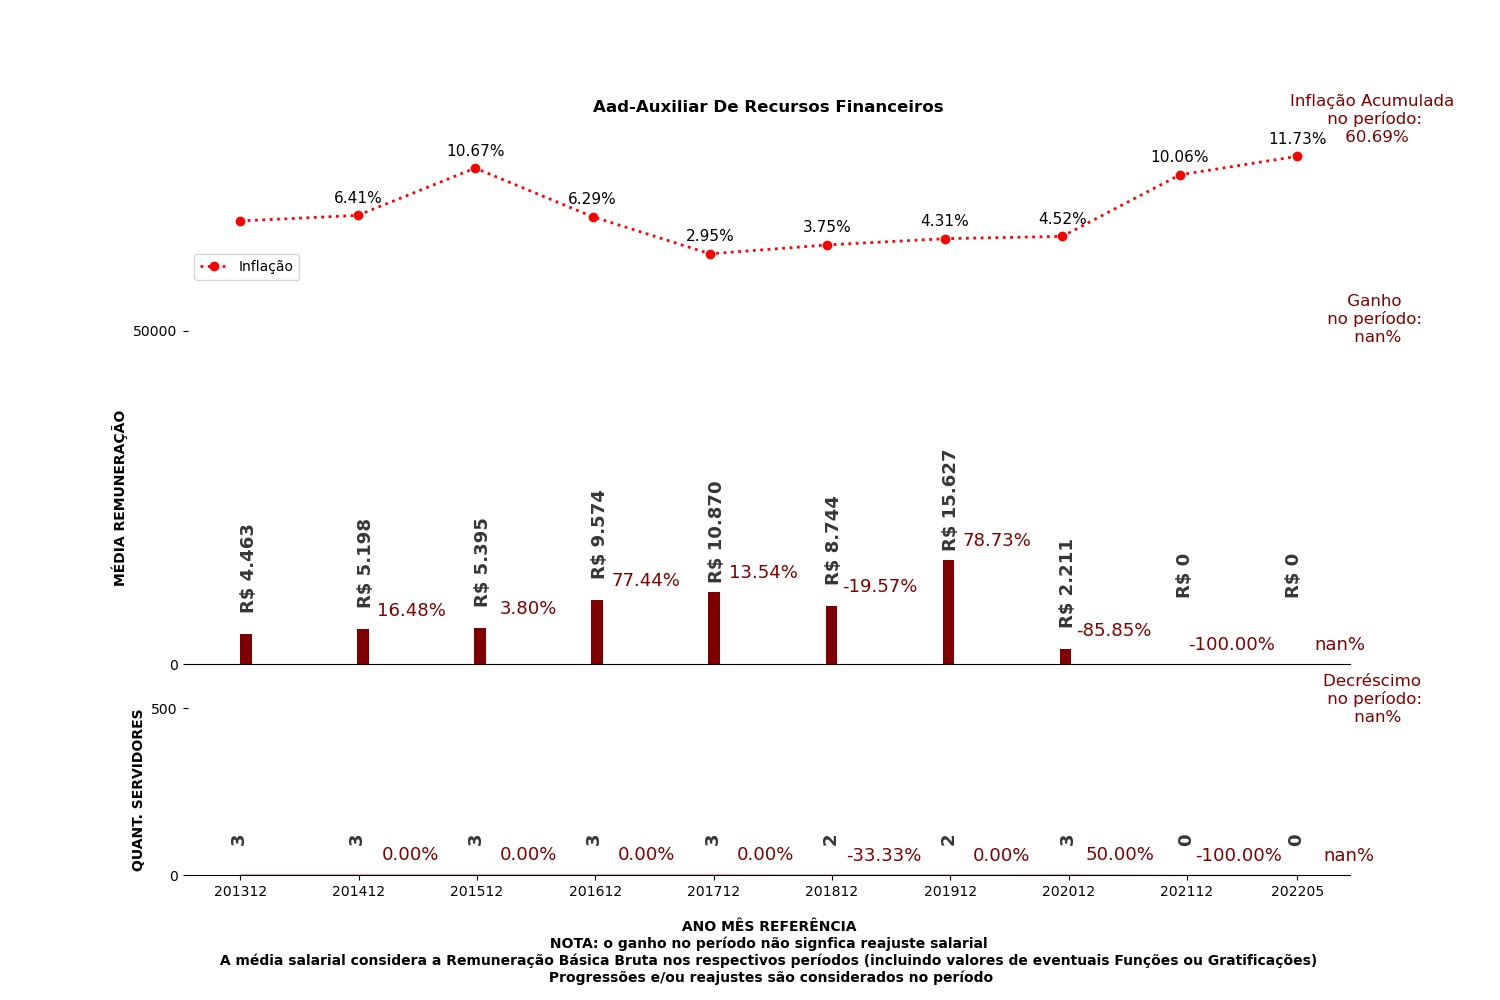 Aad-Auxiliar De Recursos Financeiros
Inflação Acumulada
no período:
60.69%
6.41%
10.67%
6.29%
2.95%
3.75%
4.31%
4.52%
10.06%
11.73%
Inflação
Ganho
no período:
nan%
50000
0
MÉDIA REMUNERAÇÃO
R$ 4.463
R$ 5.198
R$ 5.395
R$ 9.574
R$ 10.870
R$ 8.744
R$ 15.627
R$ 2.211
R$ 0
R$ 0
16.48%
3.80%
77.44%
13.54%
-19.57%
78.73%
-85.85%
-100.00%
nan%
Decréscimo
no período:
nan%
500
0
QUANT. SERVIDORES
3
3
3
3
3
2
2
3
0
0
0.00%
0.00%
0.00%
0.00%
-33.33%
0.00%
50.00%
-100.00%
nan%
201312
201412
201512
201612
201712
201812
201912
202012
202112
202205
ANO MÊS REFERÊNCIA
NOTA: o ganho no período não signfica reajuste salarial
A média salarial considera a Remuneração Básica Bruta nos respectivos períodos (incluindo valores de eventuais Funções ou Gratificações)
Progressões e/ou reajustes são considerados no período